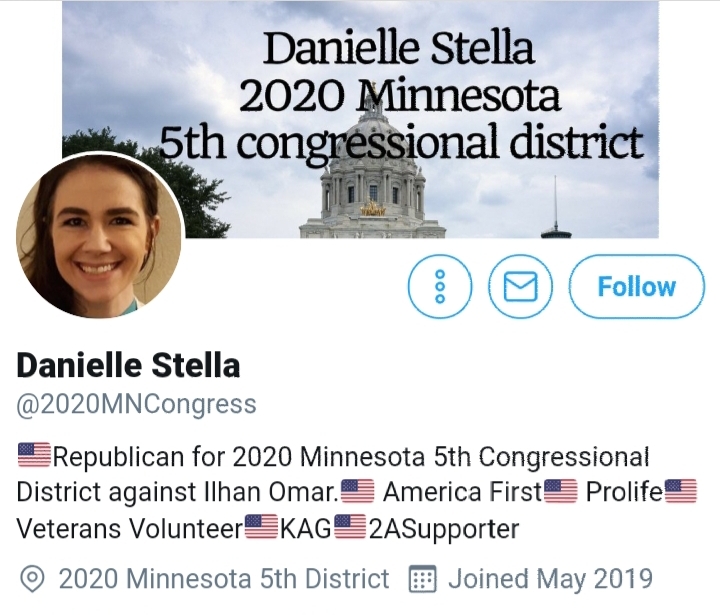 Danielle Stella
2020 Minnesota
5th congressional district
Follow
Danielle Stella
@2020MNCongress
🇺🇸Republican for 2020 Minnesota 5th Congressional
District against Ilhan Omar.🇺🇸 America First🇺🇸 Prolife🇺🇸
Veterans Volunteer🇺🇸KAG🇺🇸2ASupporter
2020 Minnesota 5th District Joined May 2019